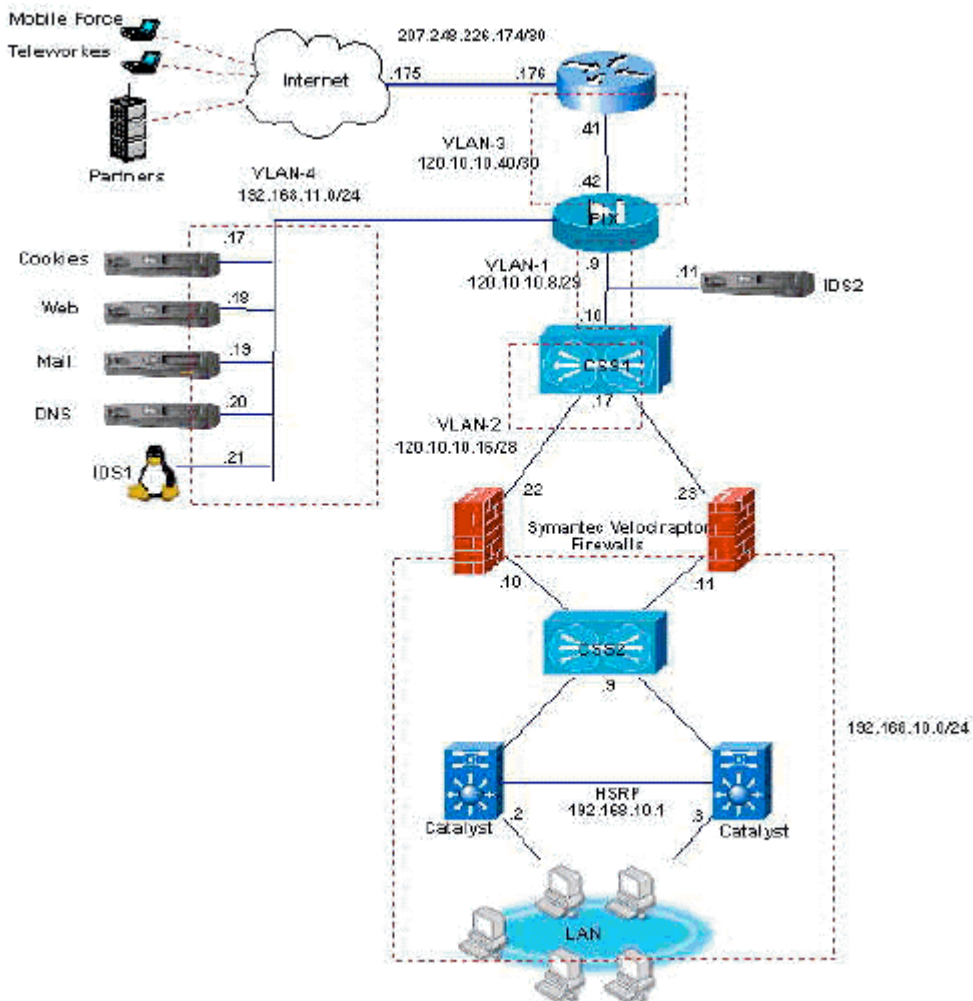 Mobile Force
Teleworkes
Partners
Internet
207.248.226.174/30
.175
.176
41
VLAN-3
120.10.10.40/30
.42
VLAN-4
192.168.11.0/24
PIX
.17
Cookies
.18
Web
.19
Mail
.20
DNS
.21
IDS1
VLAN-1
120.10.10.8/29
.9
.11
IDS2
.10
CSS1
.17
VLAN-2
120.10.10.16/28
.22
.23
Symantec Velociraptor
Firewalls
.10
.11
CSS2
.9
192.168.10.0/24
HSRP
192.168.10.1
.2
.3
Catalyst
Catalyst
LAN